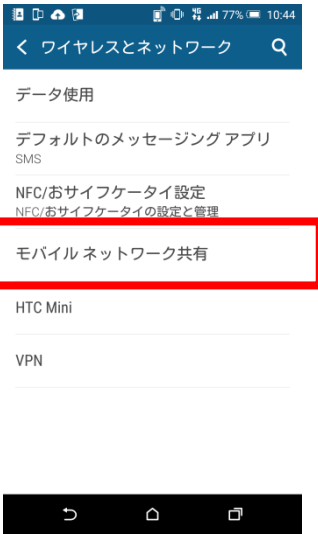 4G 77% 10:44
ワイヤレスとネットワーク
データ使用
デフォルトのメッセージング アプリ
SMS
NFC/おサイフケータイ設定
NFC/おサイフケータイの設定と管理
モバイル ネットワーク共有
HTC Mini
VPN